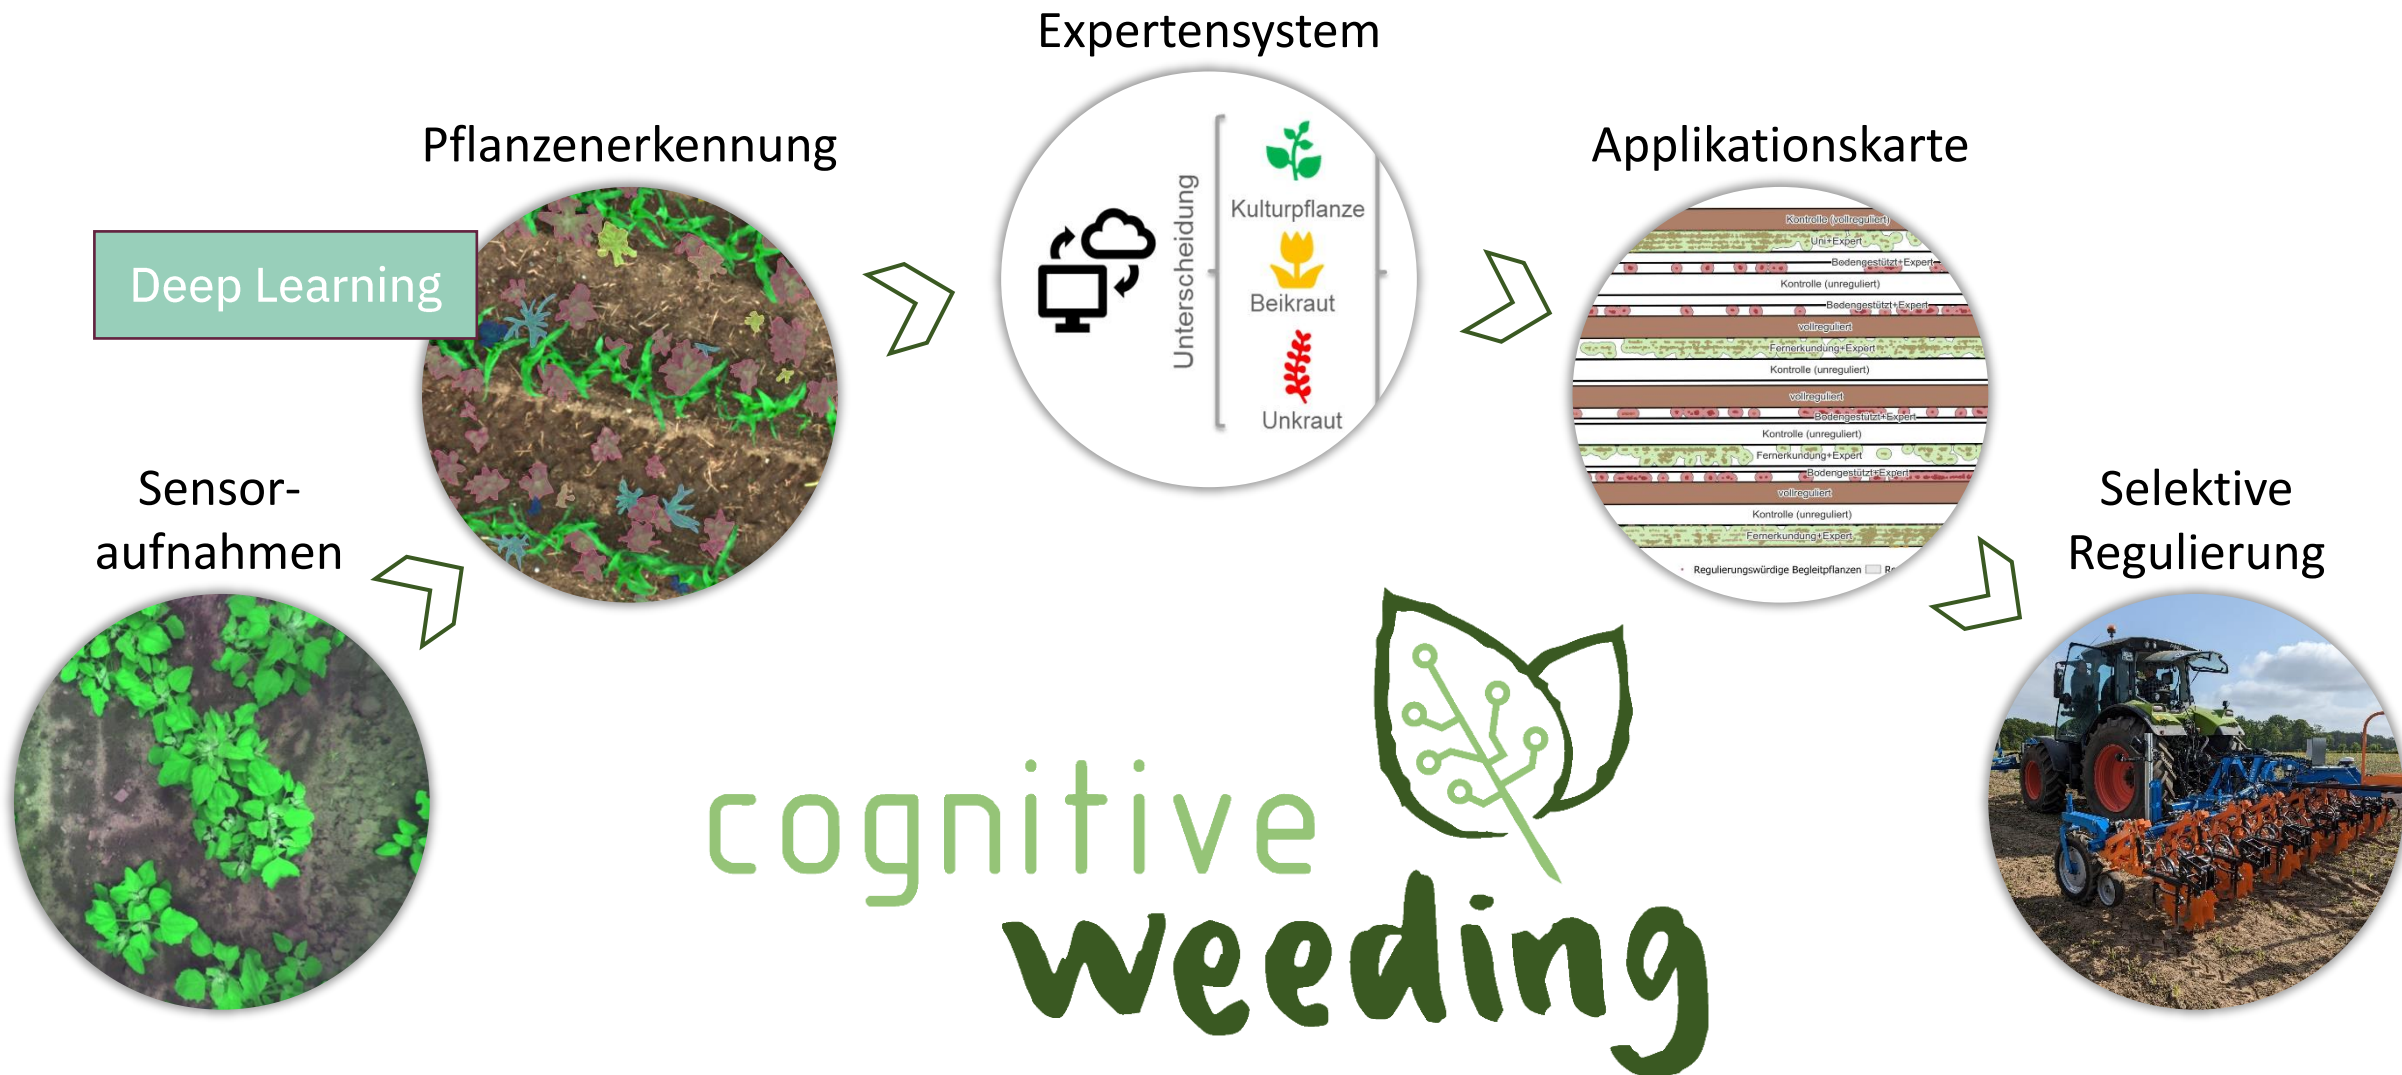 Expertensystem
Pflanzenerkennung
Applikationskarte
Deep Learning
Sensor-
aufnahmen
Selektive
Regulierung
Unterscheidung
Kulturpflanze
Beikraut
Unkraut
Kontrolle (vollreguliert)
Uni+Expert
Bodengestützt+Expert
Kontrolle (unreguliert)
Bodengestützt+Expert
vollreguliert
Fernerkundung+Expert
Kontrolle (unreguliert)
vollreguliert
Bodengestützt+Expert
Kontrolle (unreguliert)
Fernerkundung+Expert
Bodengestützt+Expert
vollreguliert
Kontrolle (unreguliert)
Fernerkundung+Expert
Regulierungswürdige Begleitpflanzen
cognitive
weeding